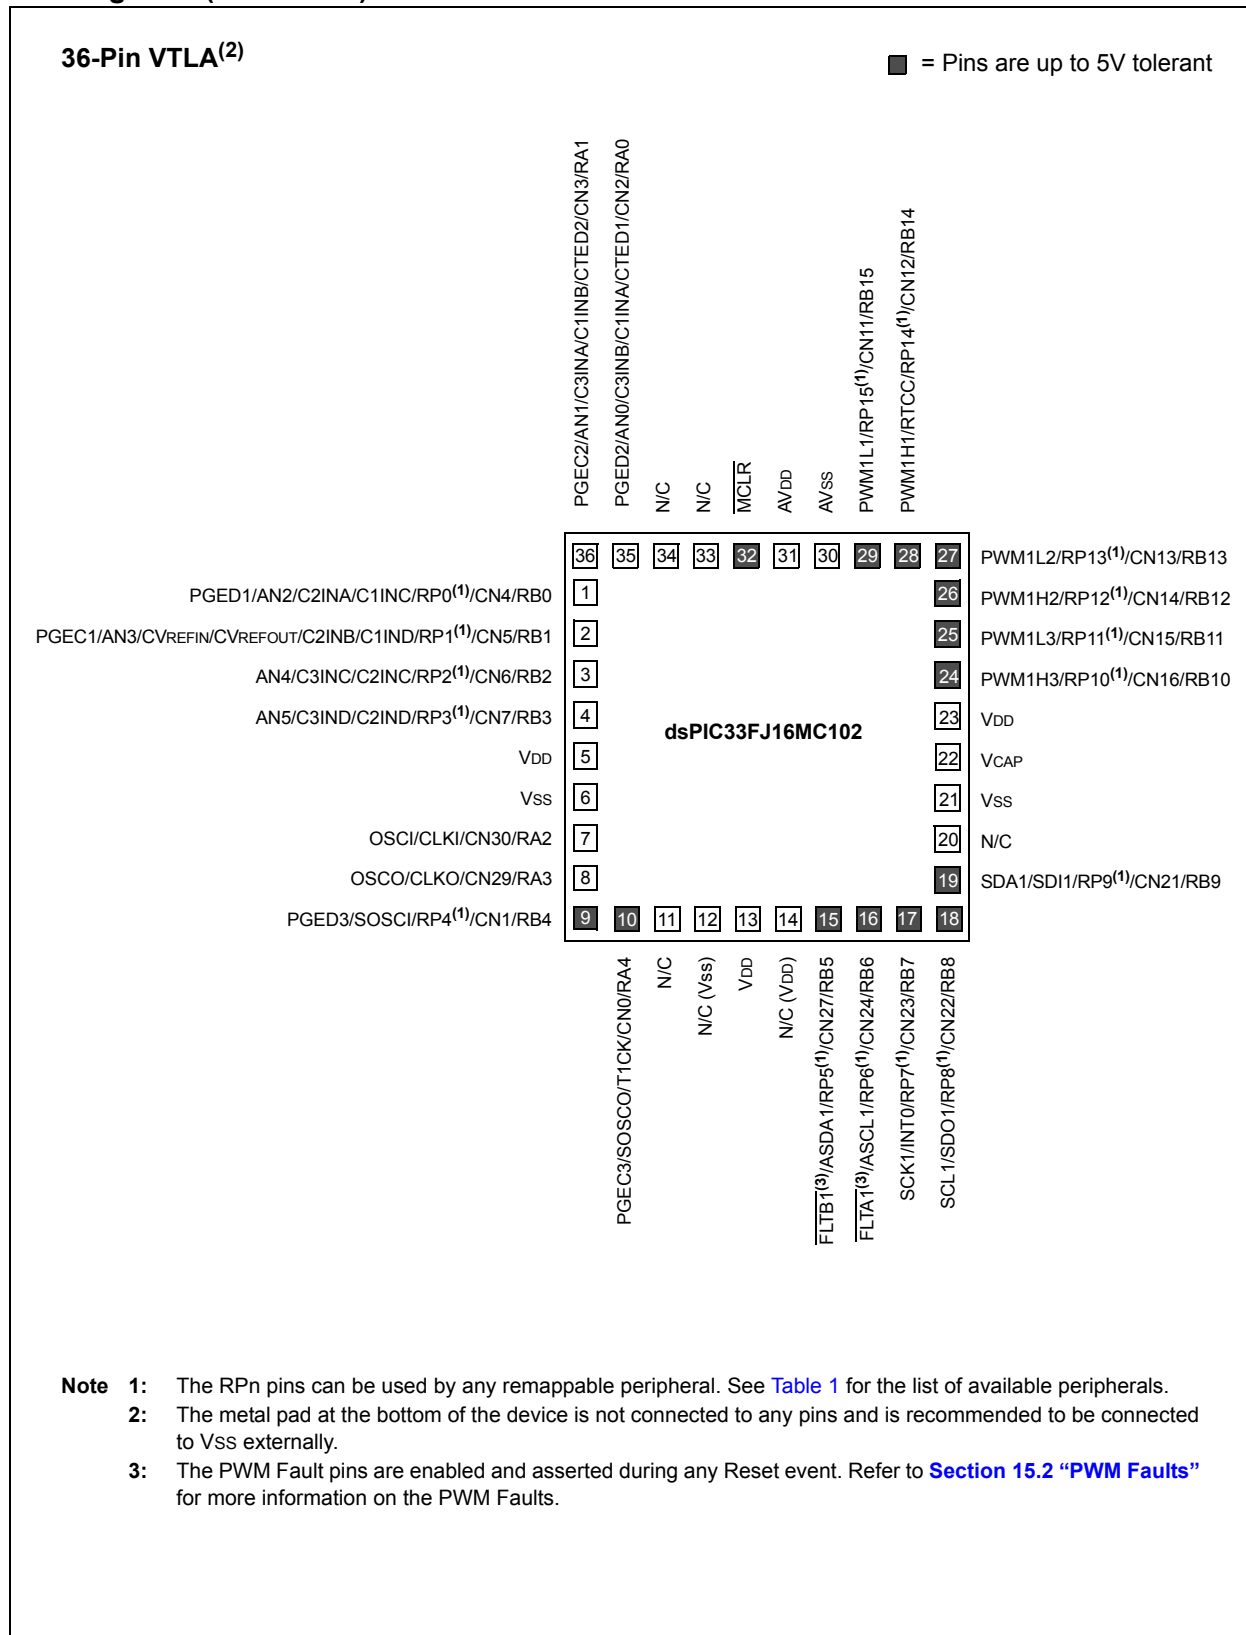 36-Pin VTLA(2)
= Pins are up to 5V tolerant
PGEC2/AN1/C3INA/C1INB/CTED2/CN3/RA1
PGED2/AN0/C3INB/C1INA/CTED1/CN2/RA0
N/C
N/C
MCLR
AVDD
AVSS
PWM1L1/RP15(1)/CN11/RB15
PWM1H1/RTCC/RP14(1)/CN12/RB14
36 35 34 33 32 31 30 29 28 27
PWM1L2/RP13(1)/CN13/RB13
PGED1/AN2/C2INA/C1INC/RP0(1)/CN4/RB0 1
26 PWM1H2/RP12(1)/CN14/RB12
PGEC1/AN3/CVREFIN/CVREFOUT/C2INB/C1IND/RP1(1)/CN5/RB1 2
25 PWM1L3/RP11(1)/CN15/RB11
AN4/C3INC/C2INC/RP2(1)/CN6/RB2 3
24 PWM1H3/RP10(1)/CN16/RB10
AN5/C3IND/C2IND/RP3(1)/CN7/RB3 4
dsPIC33FJ16MC102
23 VDD
VDD 5
22 VCAP
VSS 6
21 VSS
OSCI/CLKI/CN30/RA2 7
20 N/C
OSCO/CLKO/CN29/RA3 8
19 SDA1/SDI1/RP9(1)/CN21/RB9
PGED3/SOSCI/RP4(1)/CN1/RB4
9 10 11 12 13 14 15 16 17 18
PGEC3/SOSCO/T1CK/CN0/RA4
N/C
N/C (Vss)
VDD
N/C (VDD)
FLTB1(3)/ASDA1/RP5(1)/CN27/RB5
FLTA1(3)/ASCL1/RP6(1)/CN24/RB6
SCK1/INT0/RP7(1)/CN23/RB7
SCL1/SDO1/RP8(1)/CN22/RB8
Note 1: The RPn pins can be used by any remappable peripheral. See Table 1 for the list of available peripherals.
2: The metal pad at the bottom of the device is not connected to any pins and is recommended to be connected
to VSS externally.
3: The PWM Fault pins are enabled and asserted during any Reset event. Refer to Section 15.2 “PWM Faults”
for more information on the PWM Faults.